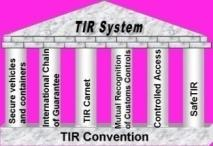 TIR System
Secure vehicles
and containers
International Chain
of Guarantee
TIR Carnet
Mutual Recognition
of Customs Controls
Controlled Access
SafeTIR
TIR Convention